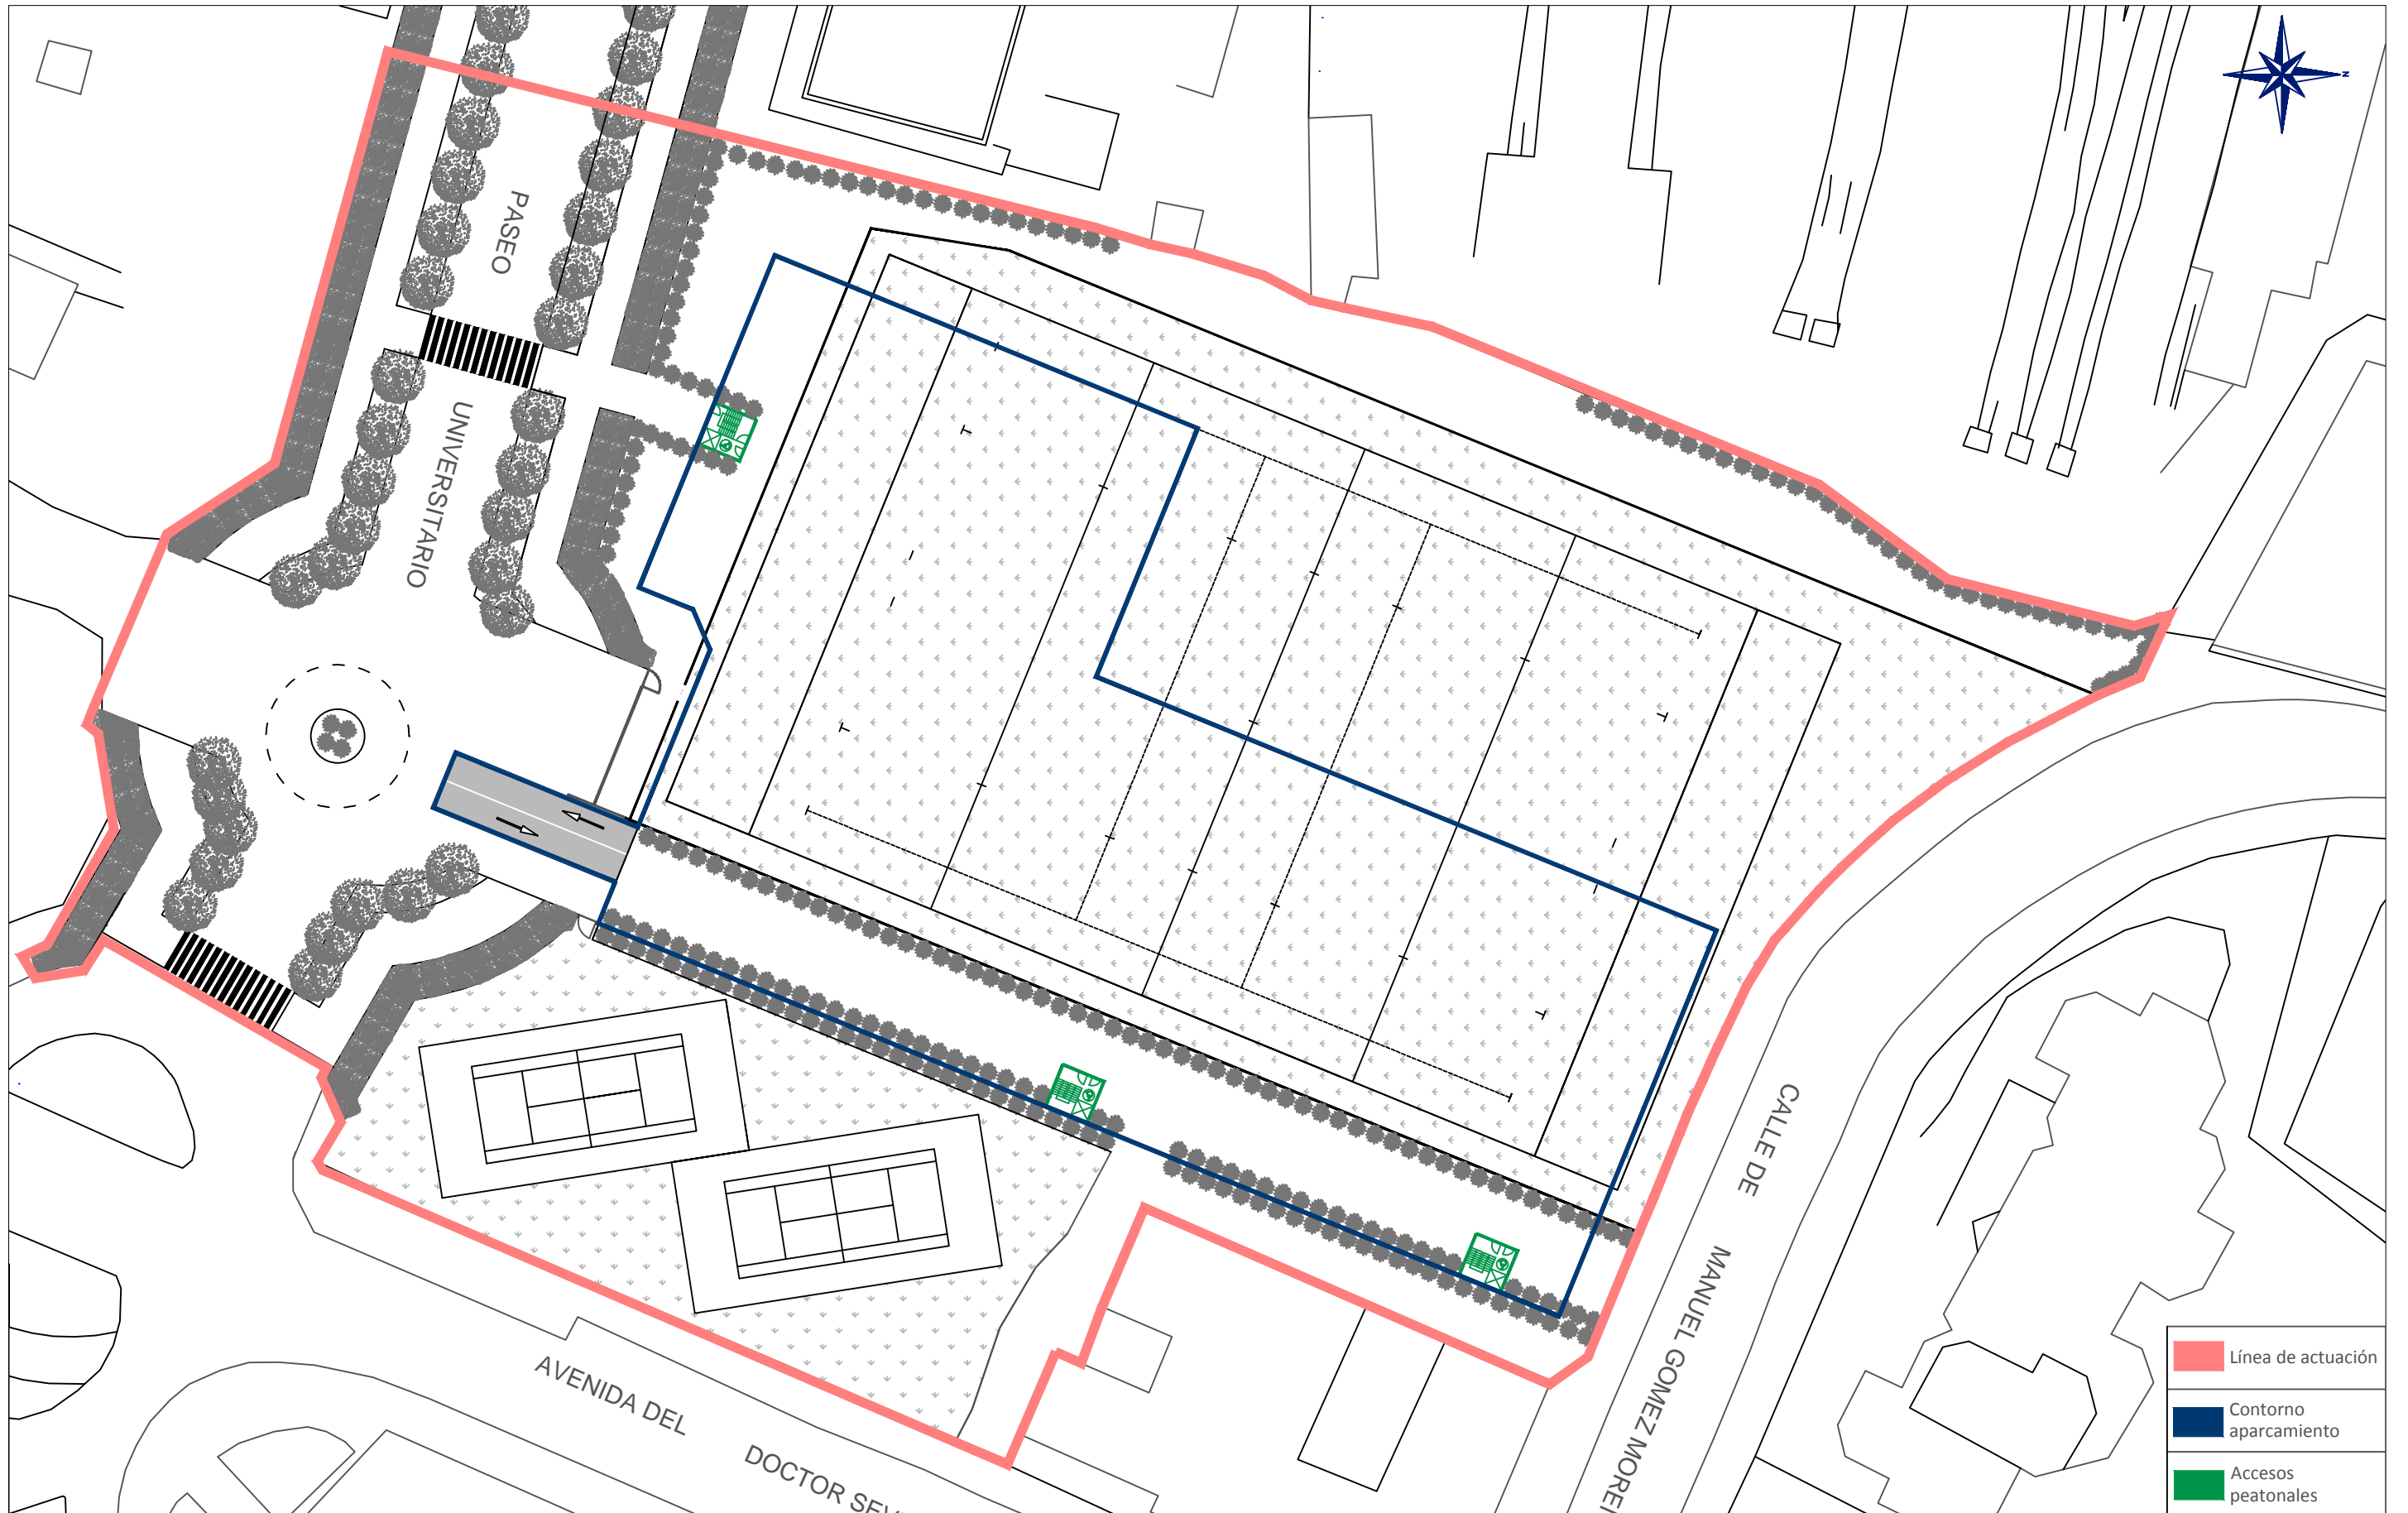 N
PASEO
UNIVERSITARIO
CALLE DE
MANUEL GOMEZ
AVENIDA DEL
DOCTOR
Línea de actuación
Contorno
aparcamiento
Accesos
peatonales